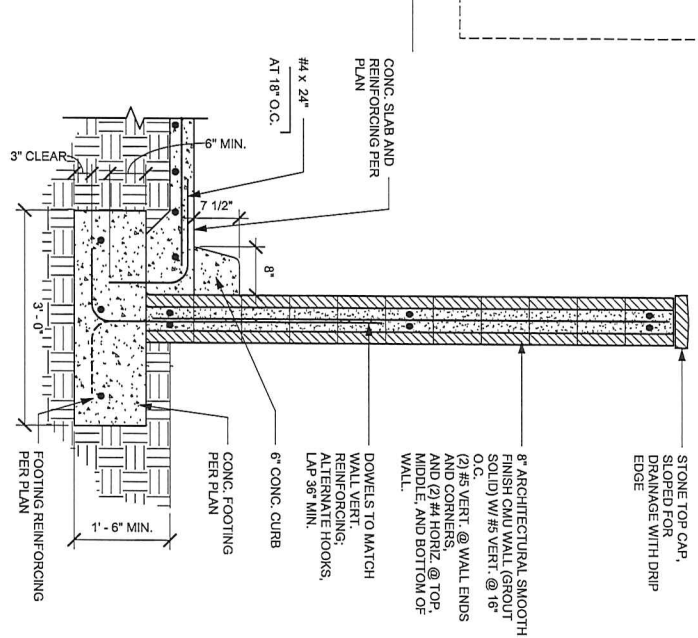 STONE TOP CAP,
SLOPED FOR
DRAINAGE WITH DRIP
EDGE
8" ARCHITECTURAL SMOOTH
FINISH CMU WALL (GROUT
SOLID) W/ #5 VERT. @ 16"
O.C.
(2) #5 VERT. @ WALL ENDS
AND CORNERS,
AND (2) #4 HORIZ. @ TOP,
MIDDLE, AND BOTTOM OF
WALL.
DOWELS TO MATCH
WALL VERT.
REINFORCING;
ALTERNATE HOOKS,
LAP 36" MIN.
6" CONC. CURB
CONC. FOOTING
PER PLAN
FOOTING REINFORCING
PER PLAN
CONC. SLAB AND
REINFORCING PER
PLAN
#4 x 24"
AT 18" O.C.
8"
7 1/2"
6" MIN.
3" CLEAR
3' - 0"
1' - 6" MIN.